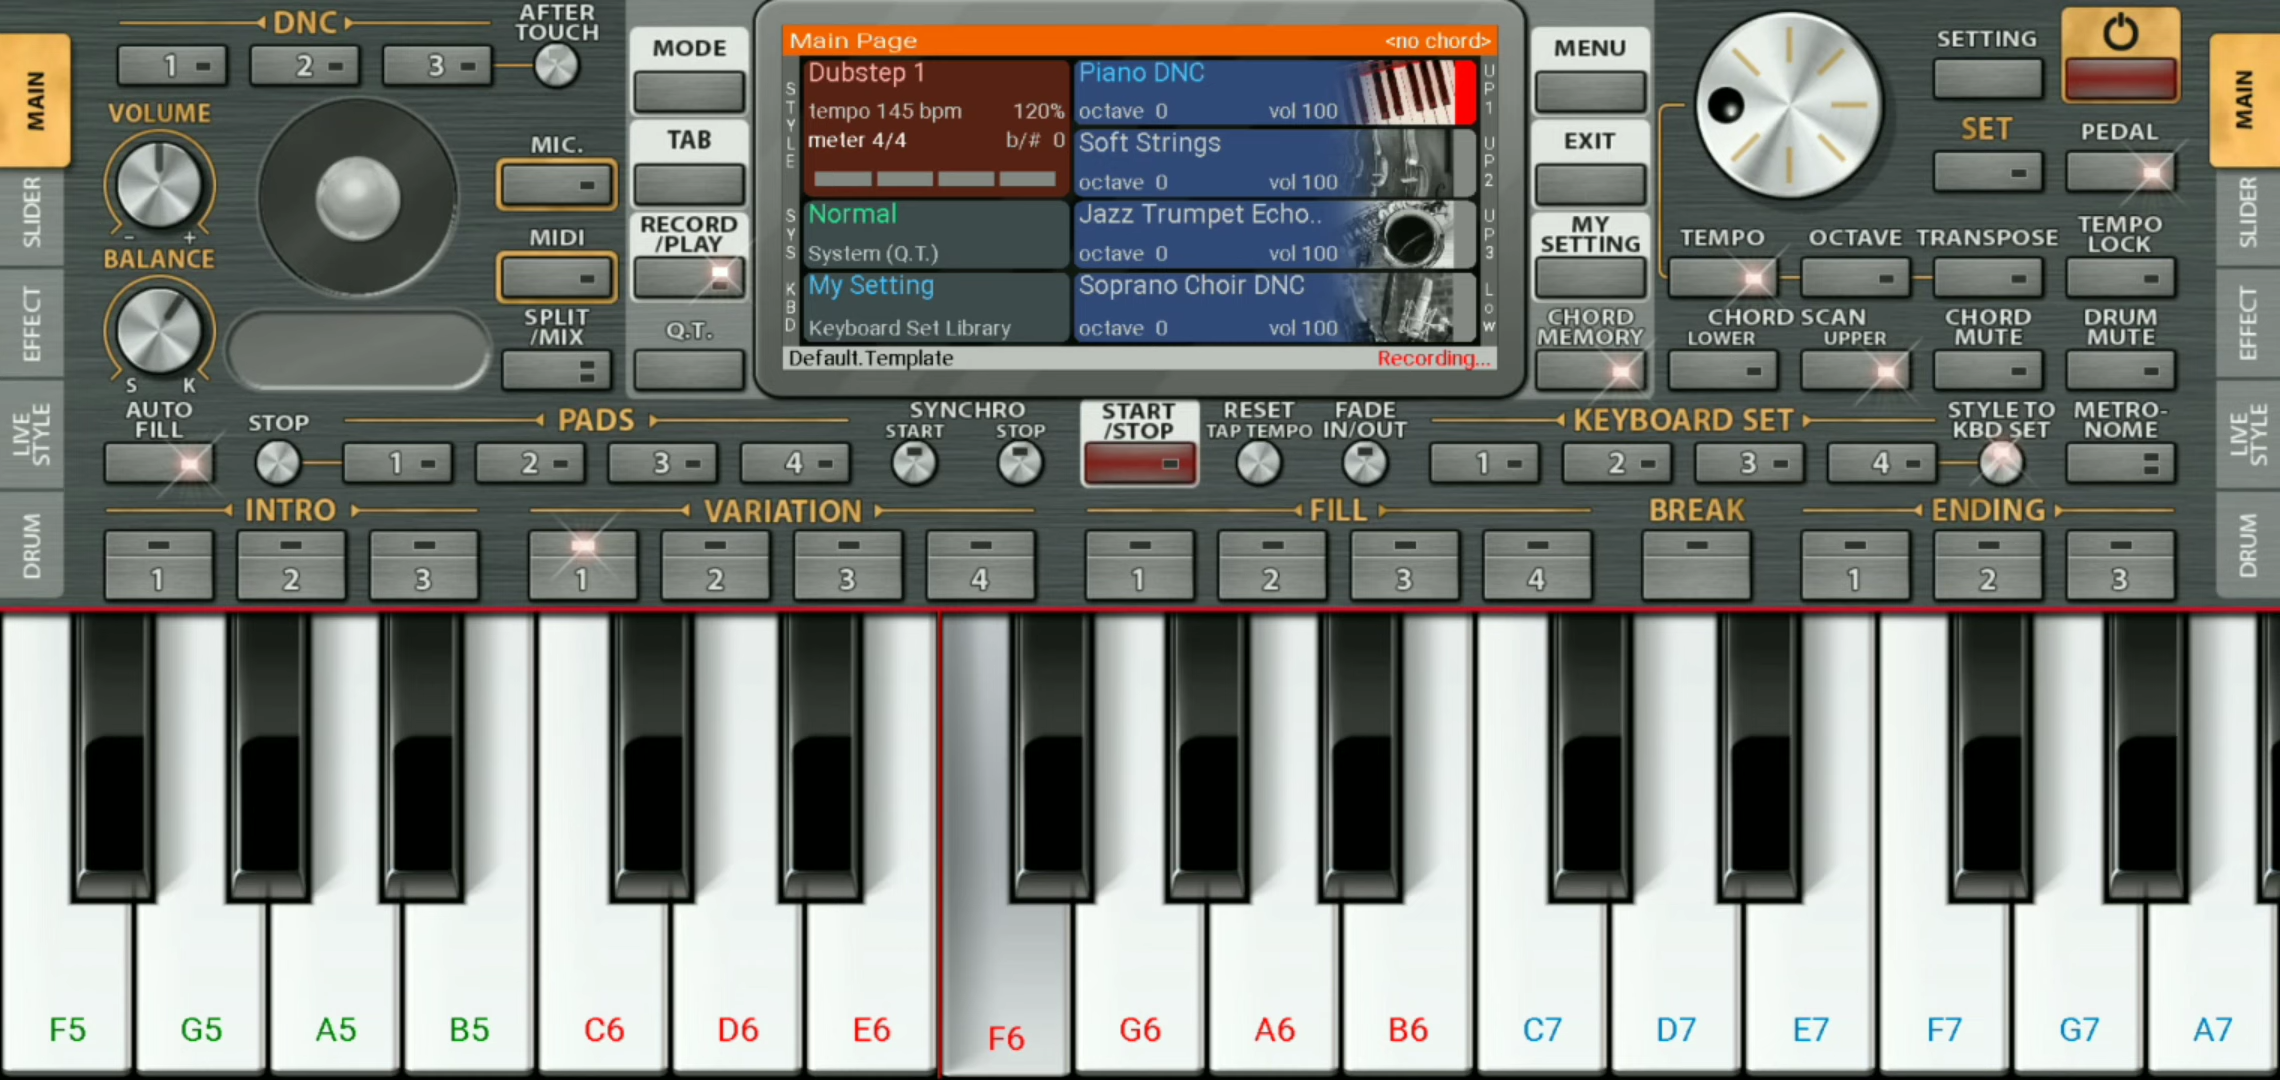 MAIN
SLIDER
EFFECT
LIVE STYLE
DRUM
DNC
1
2
3
AFTER
TOUCH
VOLUME
- +
BALANCE
S K
MIC.
MIDI
SPLIT
/MIX
MODE
TAB
RECORD
/PLAY
Q.T.
Main Page <no chord>
STYLE
Dubstep 1
tempo 145 bpm 120%
meter 4/4 b/# 0
SYS
Normal
System (Q.T.)
KBD
My Setting
Keyboard Set Library
Piano DNC
octave 0 vol 100
UP1
Soft Strings
octave 0 vol 100
UP2
Jazz Trumpet Echo..
octave 0 vol 100
UP3
Soprano Choir DNC
octave 0 vol 100
Low
Default.Template Recording...
MENU
EXIT
MY
SETTING
CHORD
MEMORY
SETTING
SET
PEDAL
TEMPO OCTAVE TRANSPOSE
TEMPO
LOCK
CHORD SCAN
LOWER UPPER
CHORD
MUTE
DRUM
MUTE
MAIN
SLIDER
EFFECT
LIVE STYLE
DRUM
AUTO
FILL
STOP
PADS
1
2
3
4
SYNCHRO
START STOP
START
/STOP
RESET
TAP TEMPO
FADE
IN/OUT
KEYBOARD SET
1
2
3
4
STYLE TO
KBD SET
METRO-
NOME
INTRO
1
2
3
VARIATION
1
2
3
4
FILL
1
2
3
4
BREAK
ENDING
1
2
3
F5 G5 A5 B5 C6 D6 E6 F6 G6 A6 B6 C7 D7 E7 F7 G7 A7